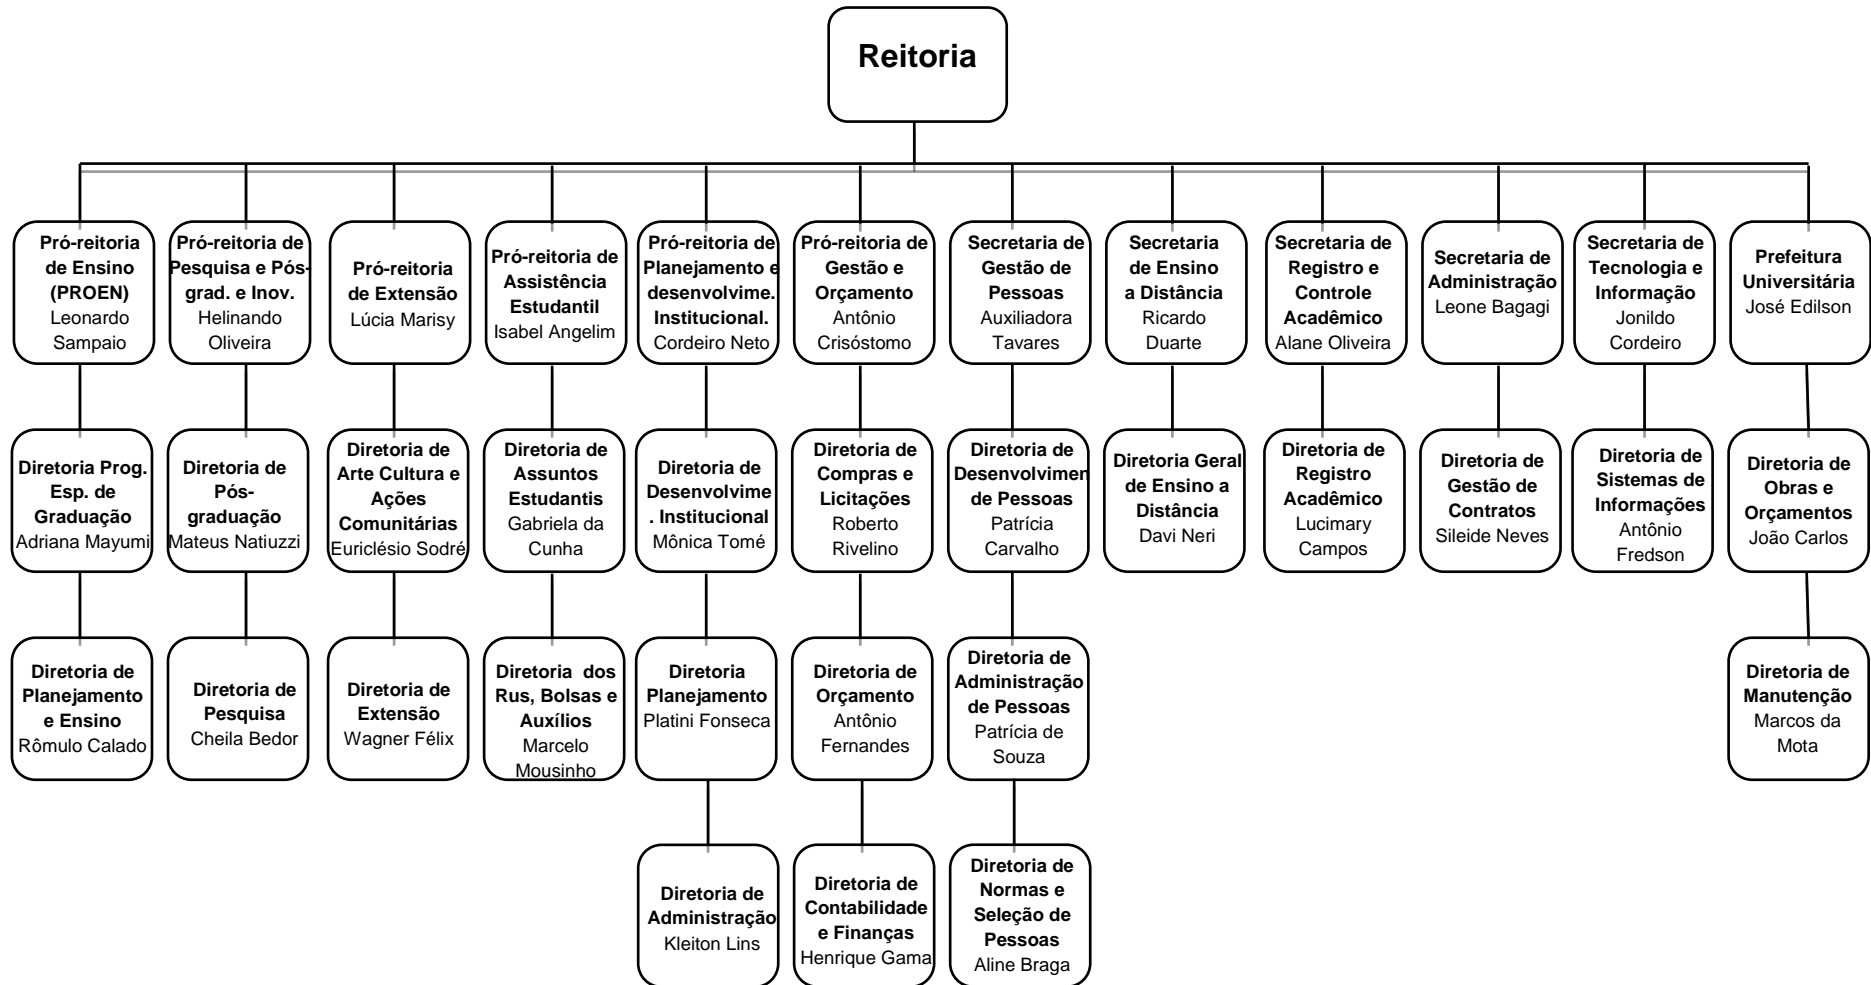 Reitoria
Pró-reitoria
de Ensino
(PROEN)
Leonardo
Sampaio
Pró-reitoria de
Pesquisa e Pós-
grad. e Inov.
Helinando
Oliveira
Pró-reitoria
de Extensão
Lúcia Marisy
Pró-reitoria de
Assistência
Estudantil
Isabel Angelim
Pró-reitoria de
Planejamento e
desenvolvime.
Institucional.
Cordeiro Neto
Pró-reitoria de
Gestão e
Orçamento
Antônio
Crisóstomo
Secretaria de
Gestão de
Pessoas
Auxiliadora
Tavares
Secretaria
de Ensino
a Distância
Ricardo
Duarte
Secretaria de
Registro e
Controle
Acadêmico
Alane Oliveira
Secretaria de
Administração
Leone Bagagi
Secretaria de
Tecnologia e
Informação
Jonildo
Cordeiro
Prefeitura
Universitária
José Edilson
Diretoria Prog.
Esp. de
Graduação
Adriana Mayumi
Diretoria de
Pós-
graduação
Mateus Natiuzzi
Diretoria de
Arte Cultura e
Ações
Comunitárias
Euriclésio Sodré
Diretoria de
Assuntos
Estudantis
Gabriela da
Cunha
Diretoria de
Desenvolvime
. Institucional
Mônica Tomé
Diretoria de
Compras e
Licitações
Roberto
Rivelino
Diretoria de
Desenvolvimen
de Pessoas
Patrícia
Carvalho
Diretoria Geral
de Ensino a
Distância
Davi Neri
Diretoria de
Registro
Acadêmico
Lucimary
Campos
Diretoria de
Gestão de
Contratos
Sileide Neves
Diretoria de
Sistemas de
Informações
Antônio
Fredson
Diretoria de
Obras e
Orçamentos
João Carlos
Diretoria de
Planejamento
e Ensino
Rômulo Calado
Diretoria de
Pesquisa
Cheila Bedor
Diretoria de
Extensão
Wagner Félix
Diretoria dos
Rus, Bolsas e
Auxílios
Marcelo
Mousinho
Diretoria
Planejamento
Platini Fonseca
Diretoria de
Orçamento
Antônio
Fernandes
Diretoria de
Administração
de Pessoas
Patrícia de
Souza
Diretoria de
Manutenção
Marcos da
Mota
Diretoria de
Administração
Kleiton Lins
Diretoria de
Contabilidade
e Finanças
Henrique Gama
Diretoria de
Normas e
Seleção de
Pessoas
Aline Braga